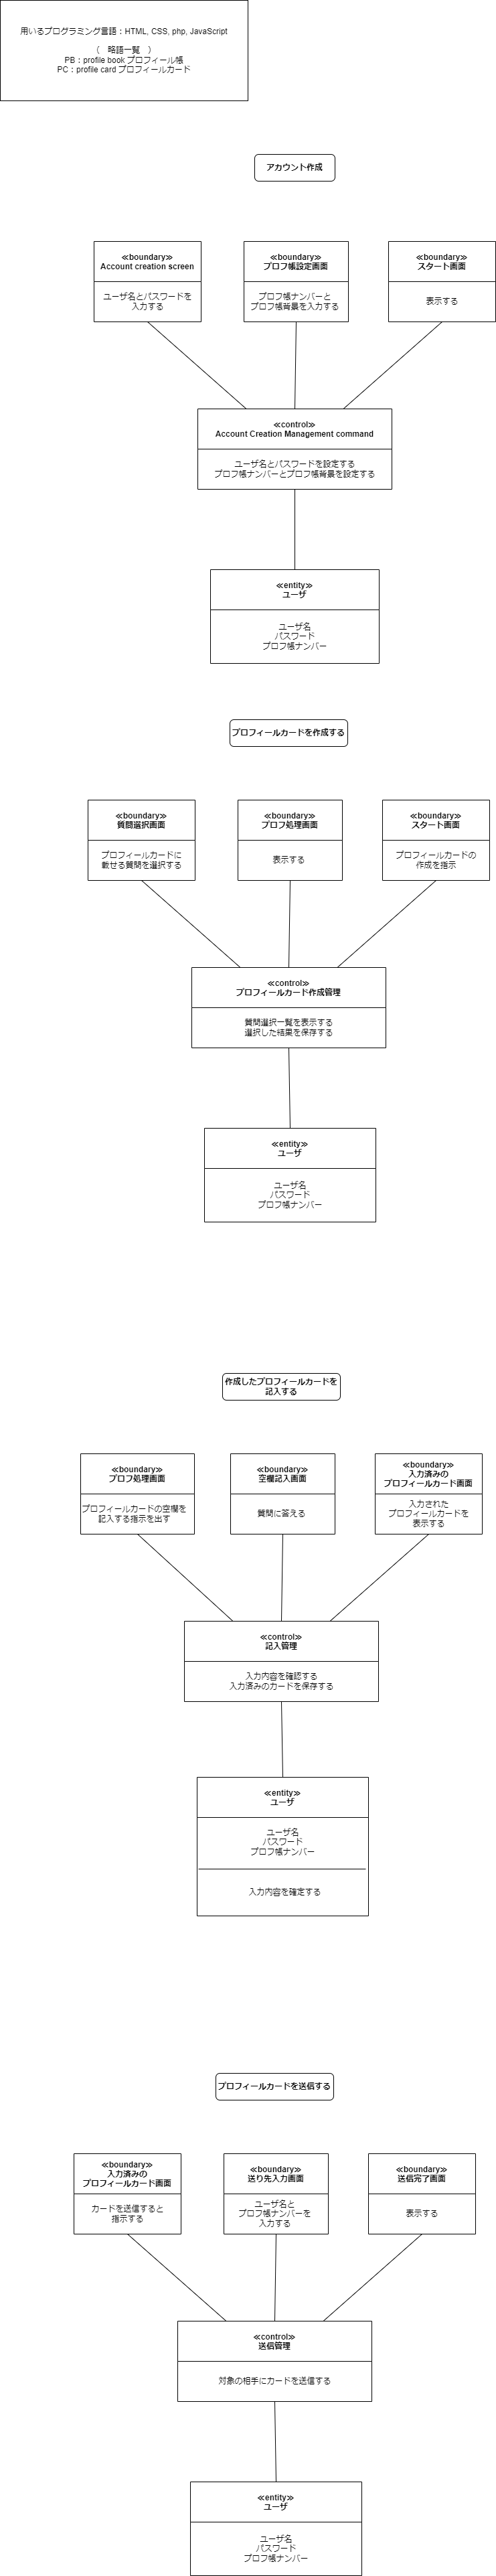 用いるプログラミング言語：HTML, CSS, php, JavaScript
（　略語一覧　）
PB：profile book プロフィール帳
PC：profile card プロフィールカード
アカウント作成
≪boundary≫
Account creation screen
ユーザ名とパスワードを
入力する
≪boundary≫
プロフ帳設定画面
プロフ帳ナンバーと
プロフ帳背景を入力する
≪boundary≫
スタート画面
表示する
≪control≫
Account Creation Management command
ユーザ名とパスワードを設定する
プロフ帳ナンバーとプロフ帳背景を設定する
≪entity≫
ユーザ
ユーザ名
パスワード
プロフ帳ナンバー
プロフィールカードを作成する
≪boundary≫
質問選択画面
プロフィールカードに
載せる質問を選択する
≪boundary≫
プロフ処理画面
表示する
≪boundary≫
スタート画面
プロフィールカードの
作成を指示
≪control≫
プロフィールカード作成管理
質問選択一覧を表示する
選択した結果を保存する
≪entity≫
ユーザ
ユーザ名
パスワード
プロフ帳ナンバー
作成したプロフィールカードを
記入する
≪boundary≫
プロフ処理画面
プロフィールカードの空欄を
記入する指示を出す
≪boundary≫
空欄記入画面
質問に答える
≪boundary≫
入力済みの
プロフィールカード画面
入力された
プロフィールカードを
表示する
≪control≫
記入管理
入力内容を確認する
入力済みのカードを保存する
≪entity≫
ユーザ
ユーザ名
パスワード
プロフ帳ナンバー
入力内容を確定する
プロフィールカードを送信する
≪boundary≫
入力済みの
プロフィールカード画面
カードを送信すると
指示する
≪boundary≫
送り先入力画面
ユーザ名と
プロフ帳ナンバーを
入力する
≪boundary≫
送信完了画面
表示する
≪control≫
送信管理
対象の相手にカードを送信する
≪entity≫
ユーザ
ユーザ名
パスワード
プロフ帳ナンバー